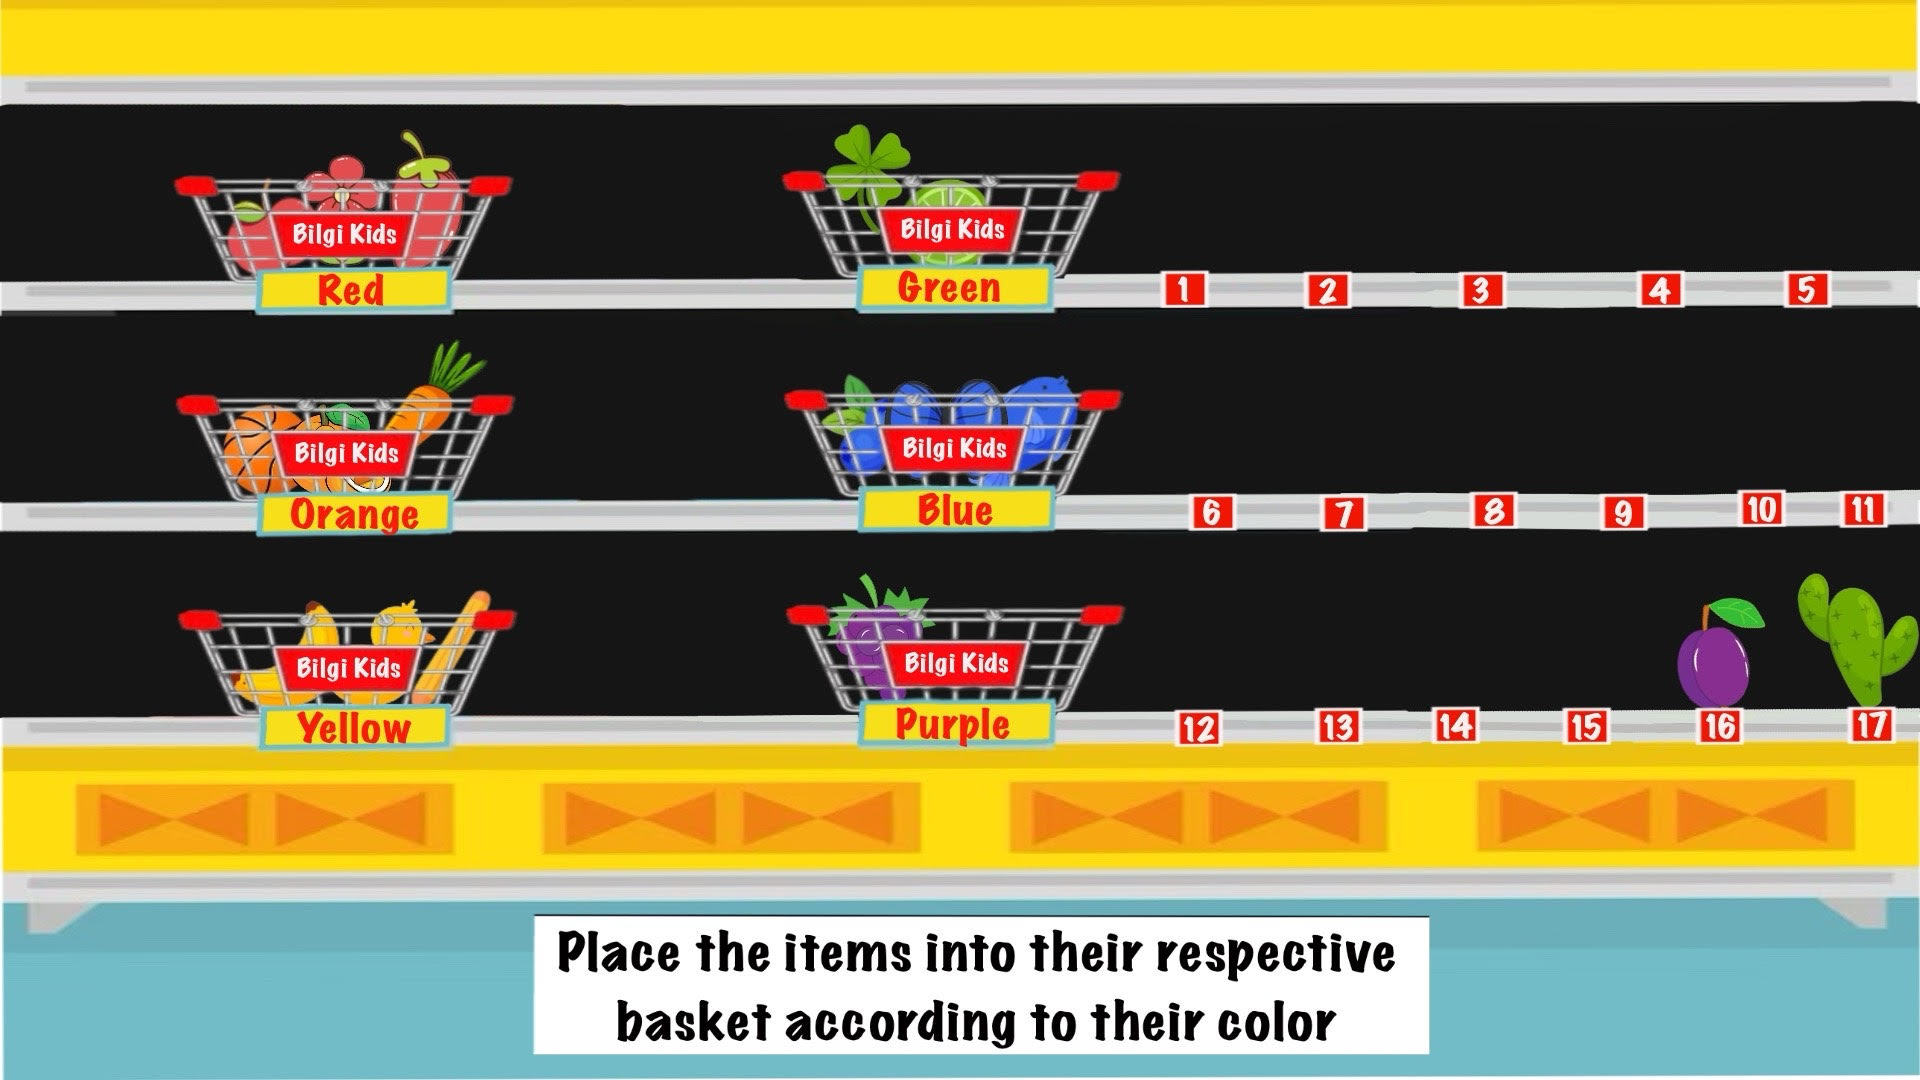 Bilgi Kids
Red
Bilgi Kids
Green
1 2 3 4 5
Bilgi Kids
Orange
Bilgi Kids
Blue
6 7 8 9 10 11
Bilgi Kids
Yellow
Bilgi Kids
Purple
12 13 14 15 16 17
Place the items into their respective
basket according to their color